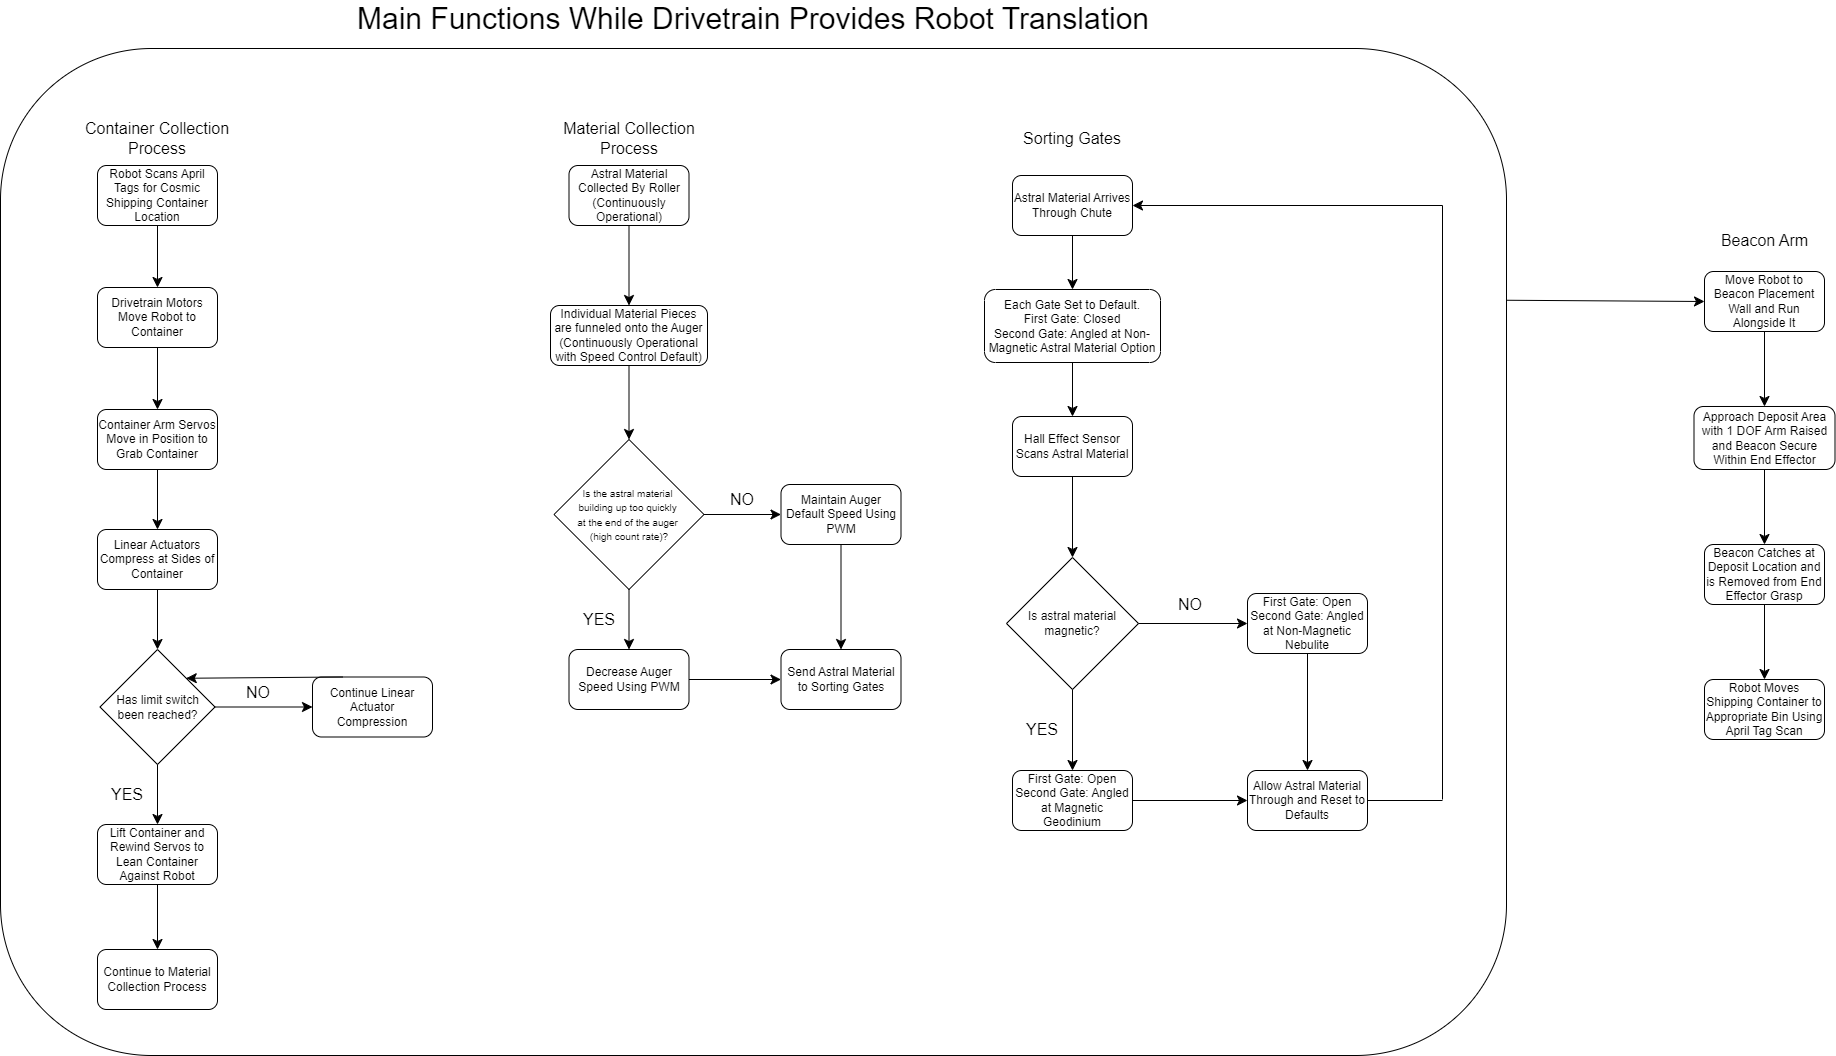 Main Functions While Drivetrain Provides Robot Translation
Container Collection
Process
Robot Scans April
Tags for Cosmic
Shipping Container
Location
Drivetrain Motors
Move Robot to
Container
Container Arm Servos
Move in Position to
Grab Container
Linear Actuators
Compress at Sides of
Container
Has limit switch
been reached?
NO
Continue Linear
Actuator
Compression
YES
Lift Container and
Rewind Servos to
Lean Container
Against Robot
Continue to Material
Collection Process
Material Collection
Process
Astral Material
Collected By Roller
(Continuously
Operational)
Individual Material Pieces
are funneled onto the Auger
(Continuously Operational
with Speed Control Default)
Is the astral material
building up too quickly
at the end of the auger
(high count rate)?
NO
Maintain Auger
Default Speed Using
PWM
YES
Decrease Auger
Speed Using PWM
Send Astral Material
to Sorting Gates
Sorting Gates
Astral Material Arrives
Through Chute
Each Gate Set to Default.
First Gate: Closed
Second Gate: Angled at Non-
Magnetic Astral Material Option
Hall Effect Sensor
Scans Astral Material
Is astral material
magnetic?
NO
First Gate: Open
Second Gate: Angled
at Non-Magnetic
Nebulite
YES
First Gate: Open
Second Gate: Angled
at Magnetic
Geodinium
Allow Astral Material
Through and Reset to
Defaults
Beacon Arm
Move Robot to
Beacon Placement
Wall and Run
Alongside It
Approach Deposit Area
with 1 DOF Arm Raised
and Beacon Secure
Within End Effector
Beacon Catches at
Deposit Location and
is Removed from End
Effector Grasp
Robot Moves
Shipping Container to
Appropriate Bin Using
April Tag Scan